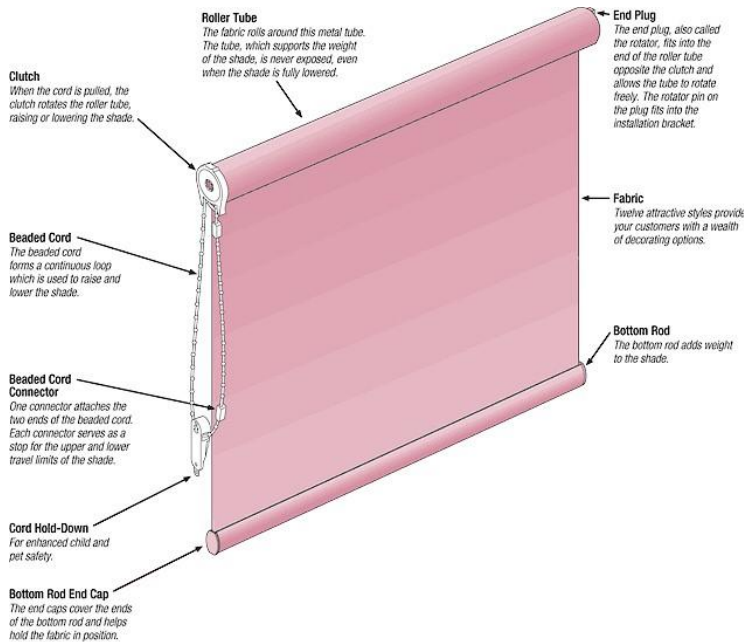 Roller Tube
The fabric rolls around this metal tube.
The tube, which supports the weight
of the shade, is never exposed, even
when the shade is fully lowered.
End Plug
The end plug, also called
the rotator, fits into the
end of the roller tube
opposite the clutch and
allows the tube to rotate
freely. The rotator pin on
the plug fits into the
installation bracket.
Clutch
When the cord is pulled, the
clutch rotates the roller tube,
raising or lowering the shade.
Fabric
Twelve attractive styles provide
your customers with a wealth
of decorating options.
Beaded Cord
The beaded cord
forms a continuous loop
which is used to raise and
lower the shade.
Bottom Rod
The bottom rod adds weight
to the shade.
Beaded Cord
Connector
One connector attaches the
two ends of the beaded cord.
Each connector serves as a
stop for the upper and lower
travel limits of the shade.
Cord Hold-Down
For enhanced child and
pet safety.
Bottom Rod End Cap
The end caps cover the ends
of the bottom rod and helps
hold the fabric in position.